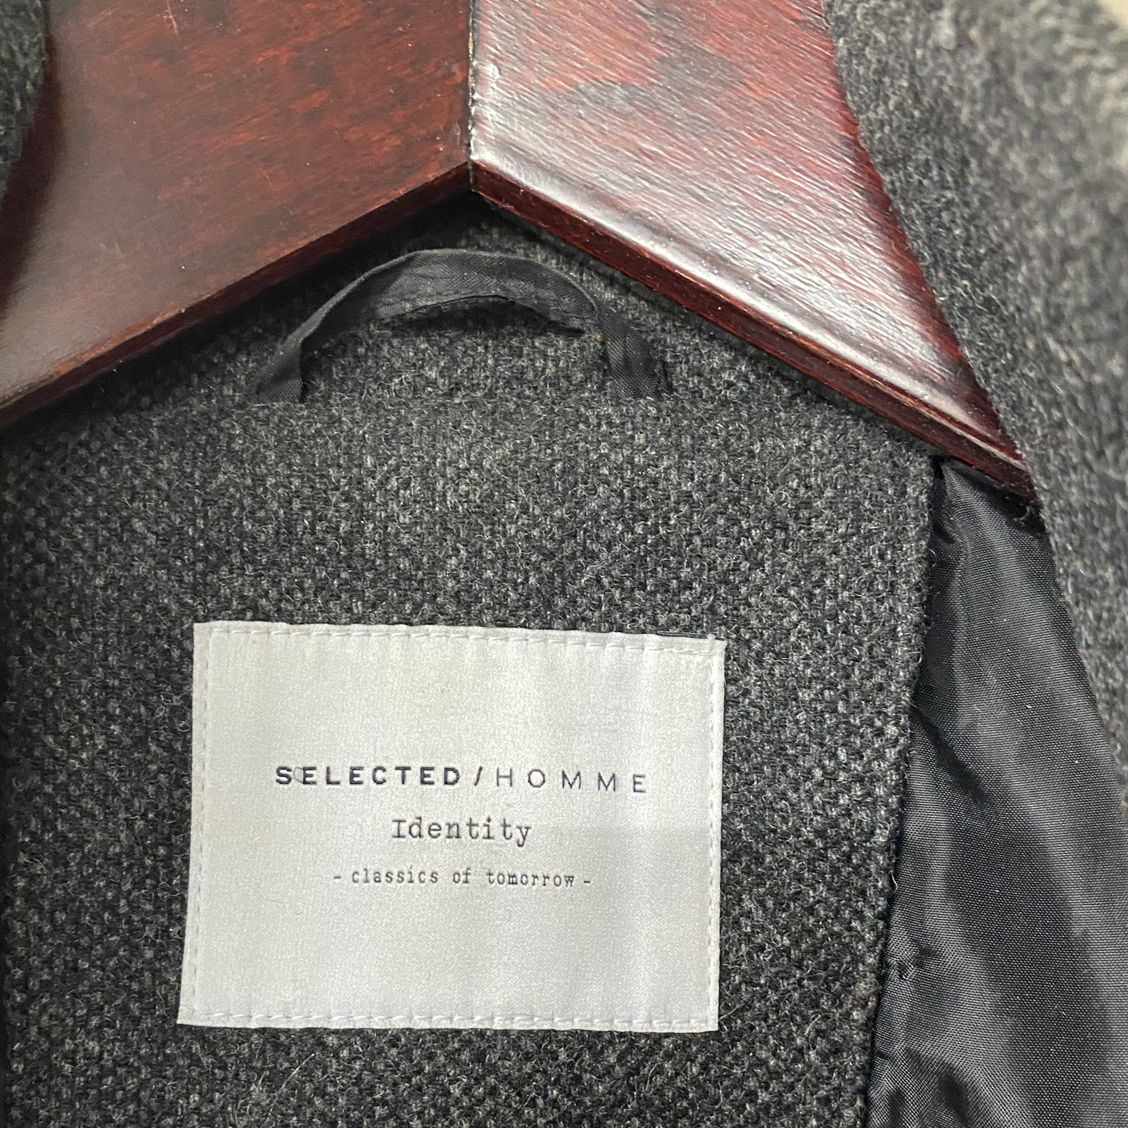 SELECTED/HOMME
Identity
- classics of tomorrow -